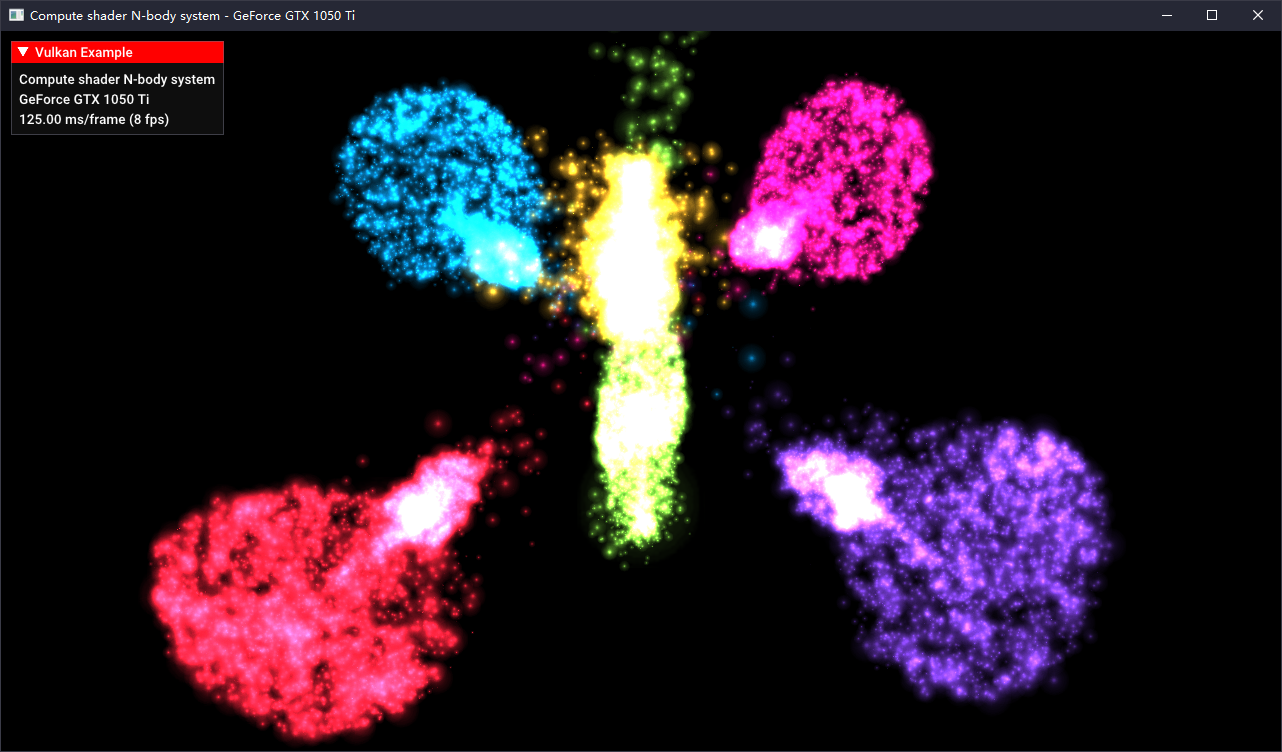 Compute shader N-body system - GeForce GTX 1050 Ti
Vulkan Example
Compute shader N-body system
GeForce GTX 1050 Ti
125.00 ms/frame (8 fps)